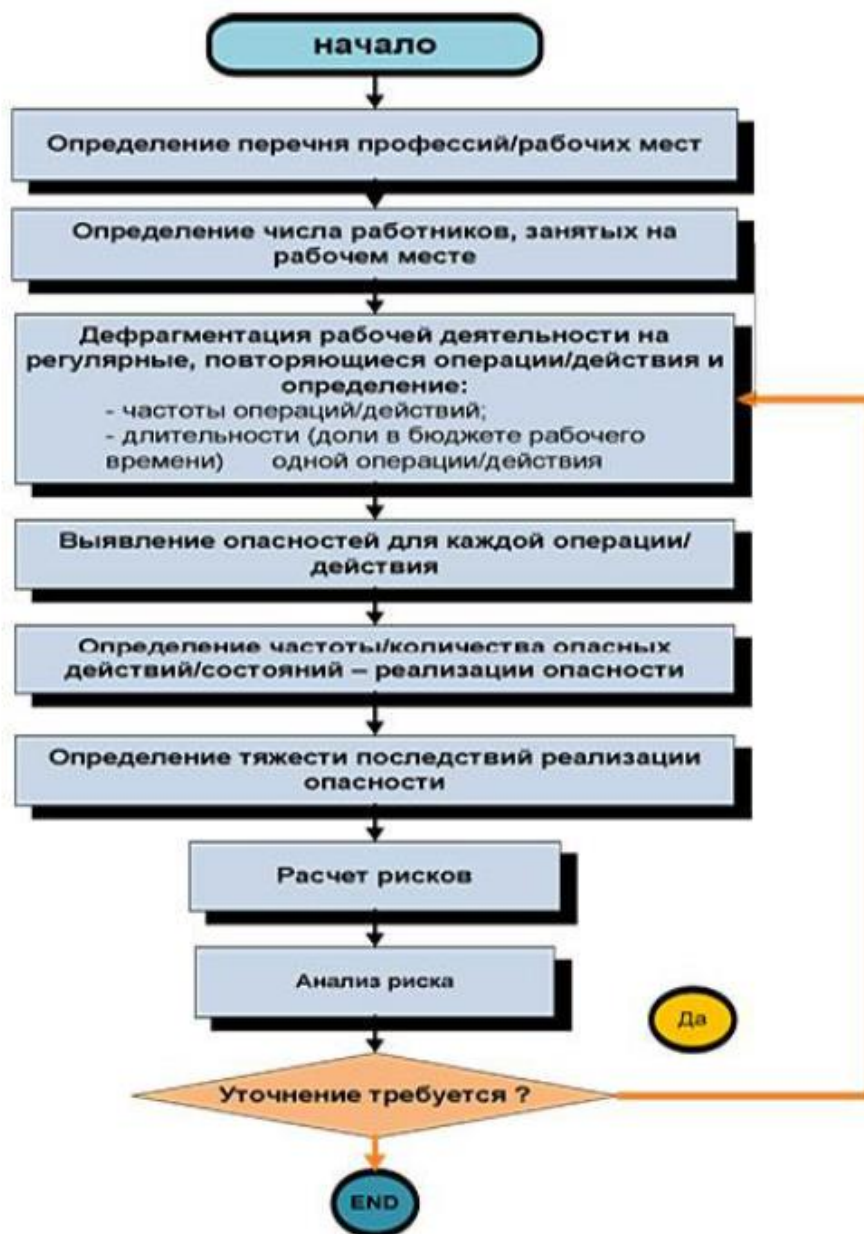 начало
Определение перечня профессий/рабочих мест
Определение числа работников, занятых на
рабочем месте
Дефрагментация рабочей деятельности на
регулярные, повторяющиеся операции/действия и
определение:
- частоты операций/действий;
- длительности (доли в бюджете рабочего
времени) одной операции/действия
Выявление опасностей для каждой операции/
действия
Определение частоты/количества опасных
действий/состояний – реализации опасности
Определение тяжести последствий реализации
опасности
Расчет рисков
Анализ риска
Да
Уточнение требуется ?
END